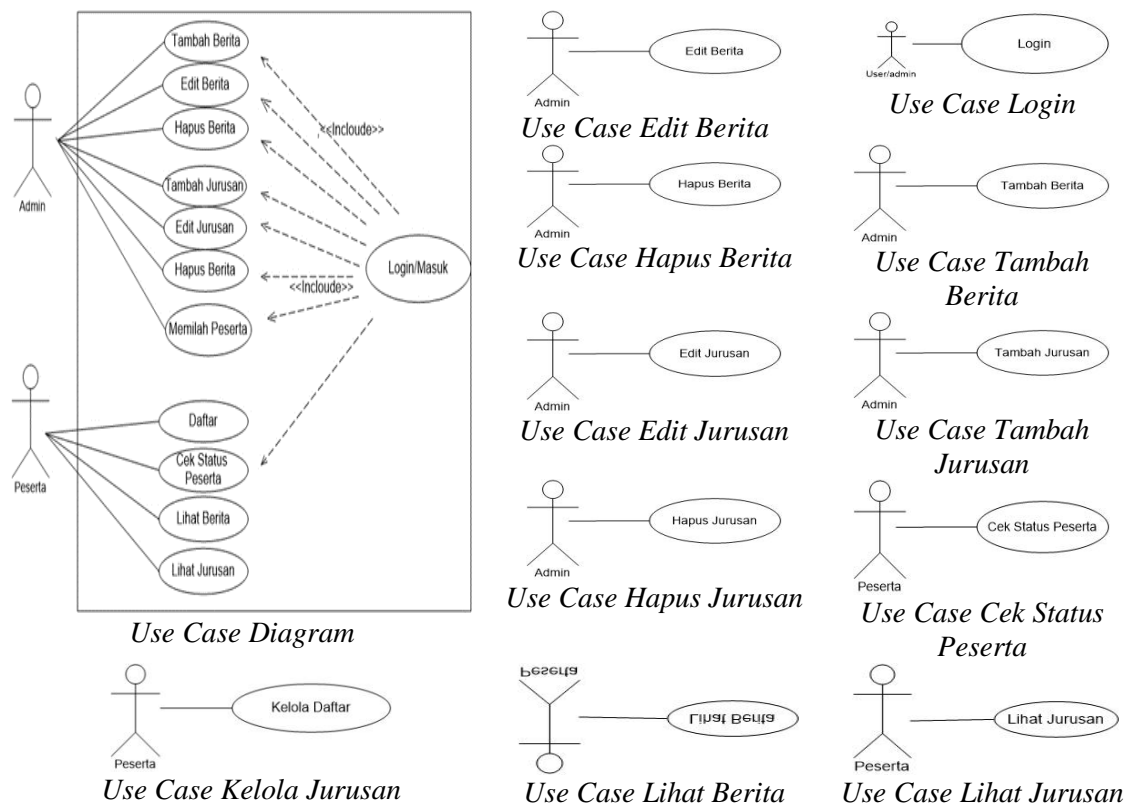 Tambah Berita
Edit Berita
Hapus Berita
<<Incloude>>
Tambah Jurusan
Edit Jurusan
Hapus Berita
<<Incloude>>
Login/Masuk
Memilah Peserta
Admin
Daftar
Cek Status
Peserta
Lihat Berita
Lihat Jurusan
Peserta
Use Case Diagram
Edit Berita
Admin
Use Case Edit Berita
Login
User/admin
Use Case Login
Hapus Berita
Admin
Use Case Hapus Berita
Tambah Berita
Admin
Use Case Tambah
Berita
Edit Jurusan
Admin
Use Case Edit Jurusan
Tambah Jurusan
Admin
Use Case Tambah
Jurusan
Hapus Jurusan
Admin
Use Case Hapus Jurusan
Cek Status Peserta
Peserta
Use Case Cek Status
Peserta
Kelola Daftar
Peserta
Use Case Kelola Jurusan
Peserta
Lihat Berita
Use Case Lihat Berita
Lihat Jurusan
Peserta
Use Case Lihat Jurusan